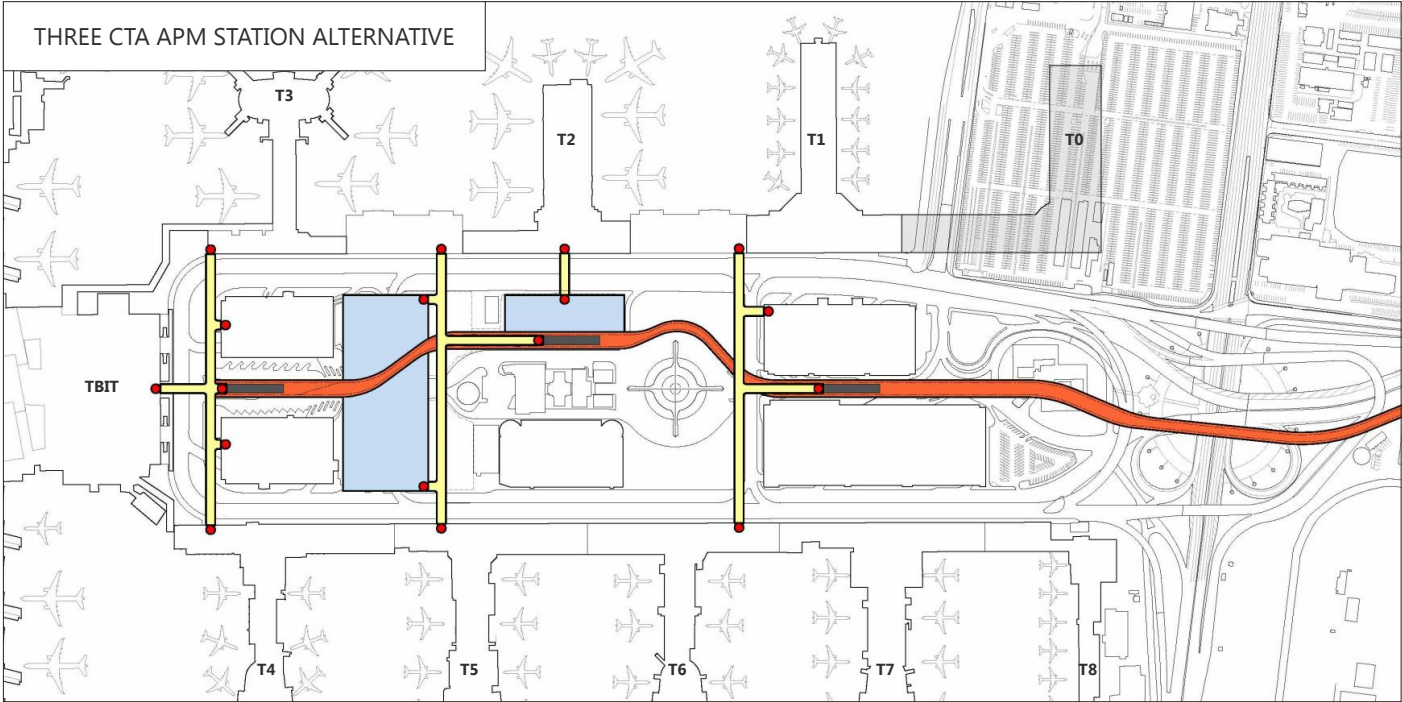 THREE CTA APM STATION ALTERNATIVE
T3
T2
T1
T0
TBIT
T4
T5
T6
T7
T8